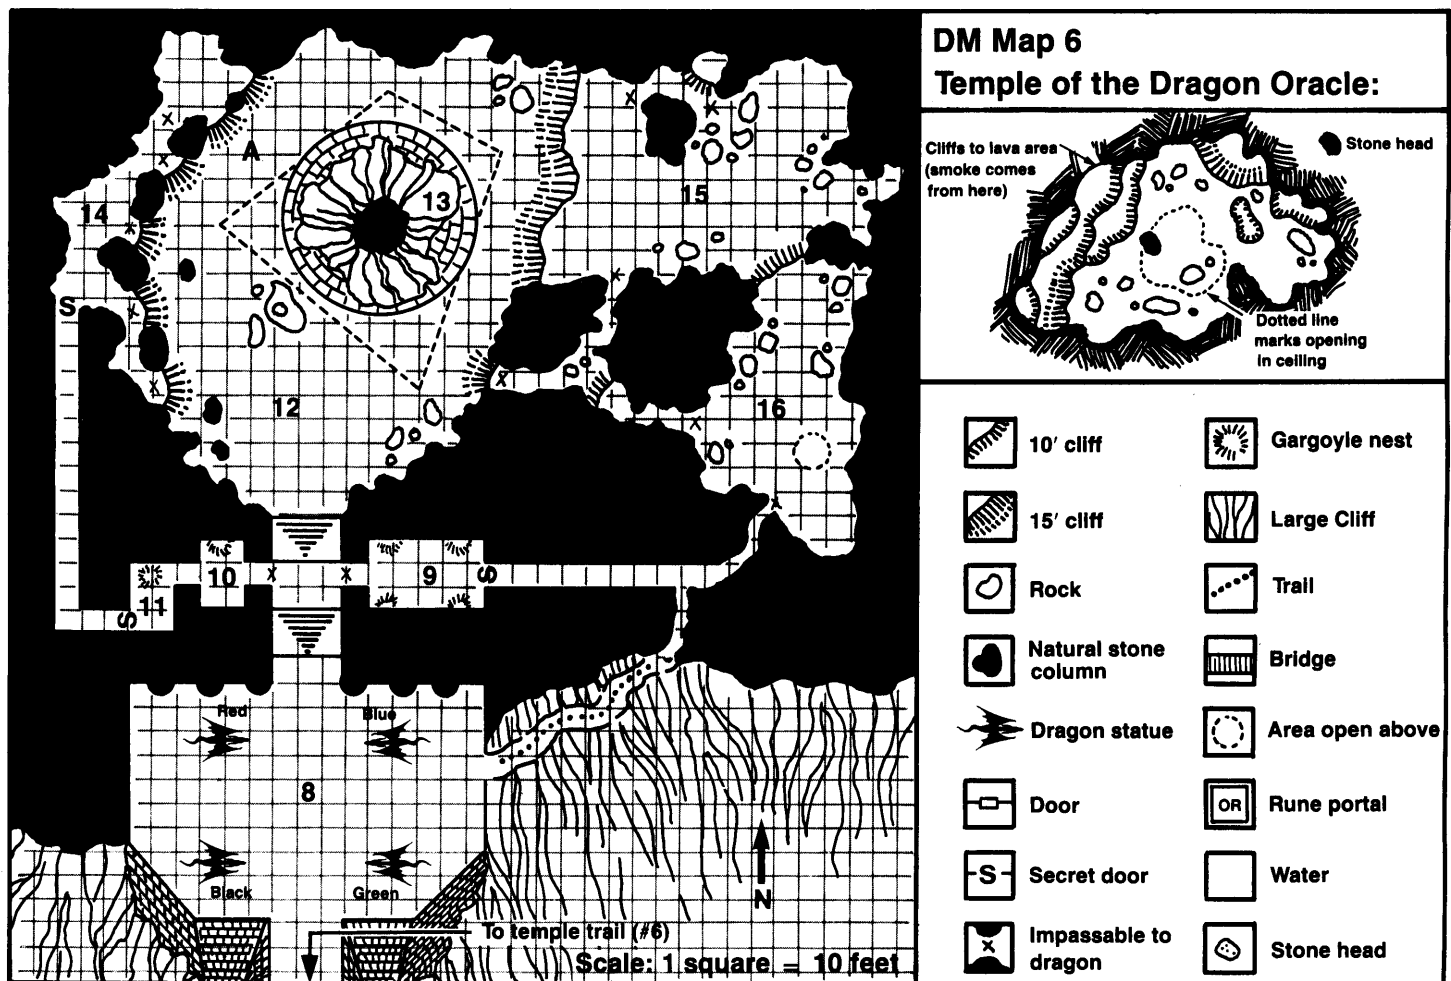 DM Map 6
Temple of the Dragon Oracle:
Cliffs to lava area
(smoke comes
from here)
Stone head
Dotted line
marks opening
in ceiling
A
13
14
15
S
12
16
10
9
S
11
S
Red
Blue
8
Black
Green
N
To temple trail (#6)
Scale: 1 square = 10 feet
10' cliff
Gargoyle nest
15' cliff
Large Cliff
Rock
Trail
Natural stone
column
Bridge
Dragon statue
Area open above
Door
OR
Rune portal
S
Secret door
Water
x
Impassable to
dragon
Stone head